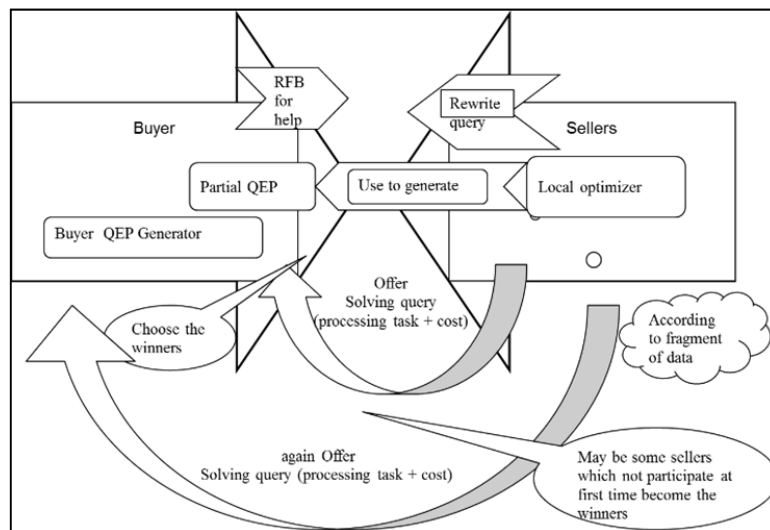 RFB
for
help
Rewrite
query
Buyer
Sellers
Partial QEP
Use to generate
Local optimizer
Buyer QEP Generator
Offer
Solving query
(processing task + cost)
Choose the
winners
According
to fragment
of data
again Offer
Solving query (processing task + cost)
May be some sellers
which not participate at
first time become the
winners